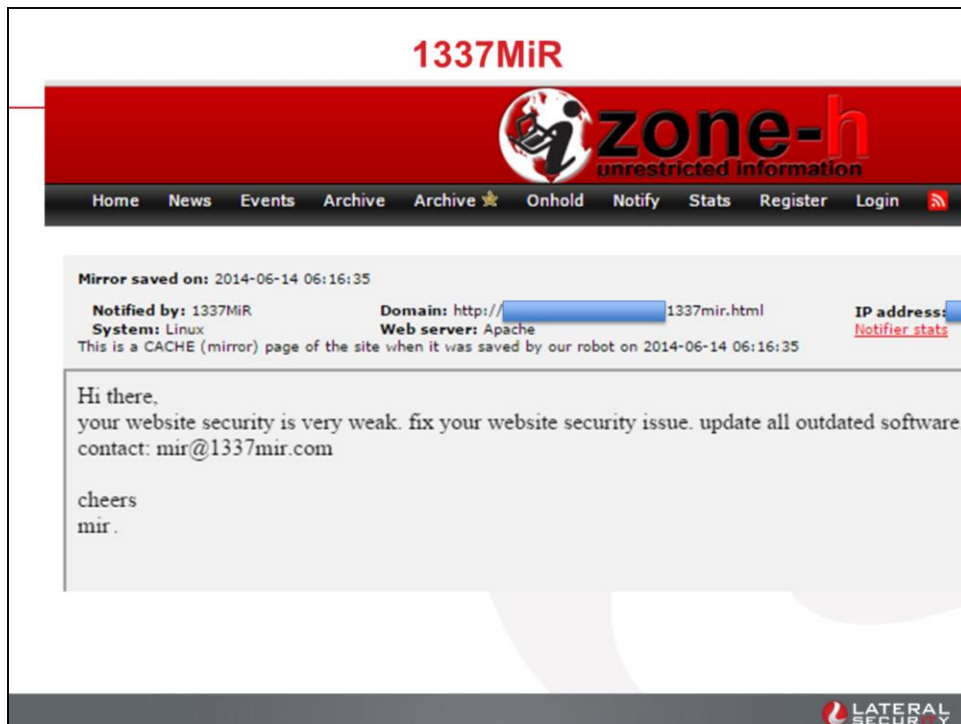 1337MiR
zone-h
unrestricted information
Home News Events Archive Archive Onhold Notify Stats Register Login
Mirror saved on: 2014-06-14 06:16:35
Notified by: 1337MiR Domain: http:// 1337mir.html IP address:
System: Linux Web server: Apache Notifier stats
This is a CACHE (mirror) page of the site when it was saved by our robot on 2014-06-14 06:16:35
Hi there,
your website security is very weak. fix your website security issue. update all outdated software
contact: mir@1337mir.com
cheers
mir .
LATERAL
SECURITY